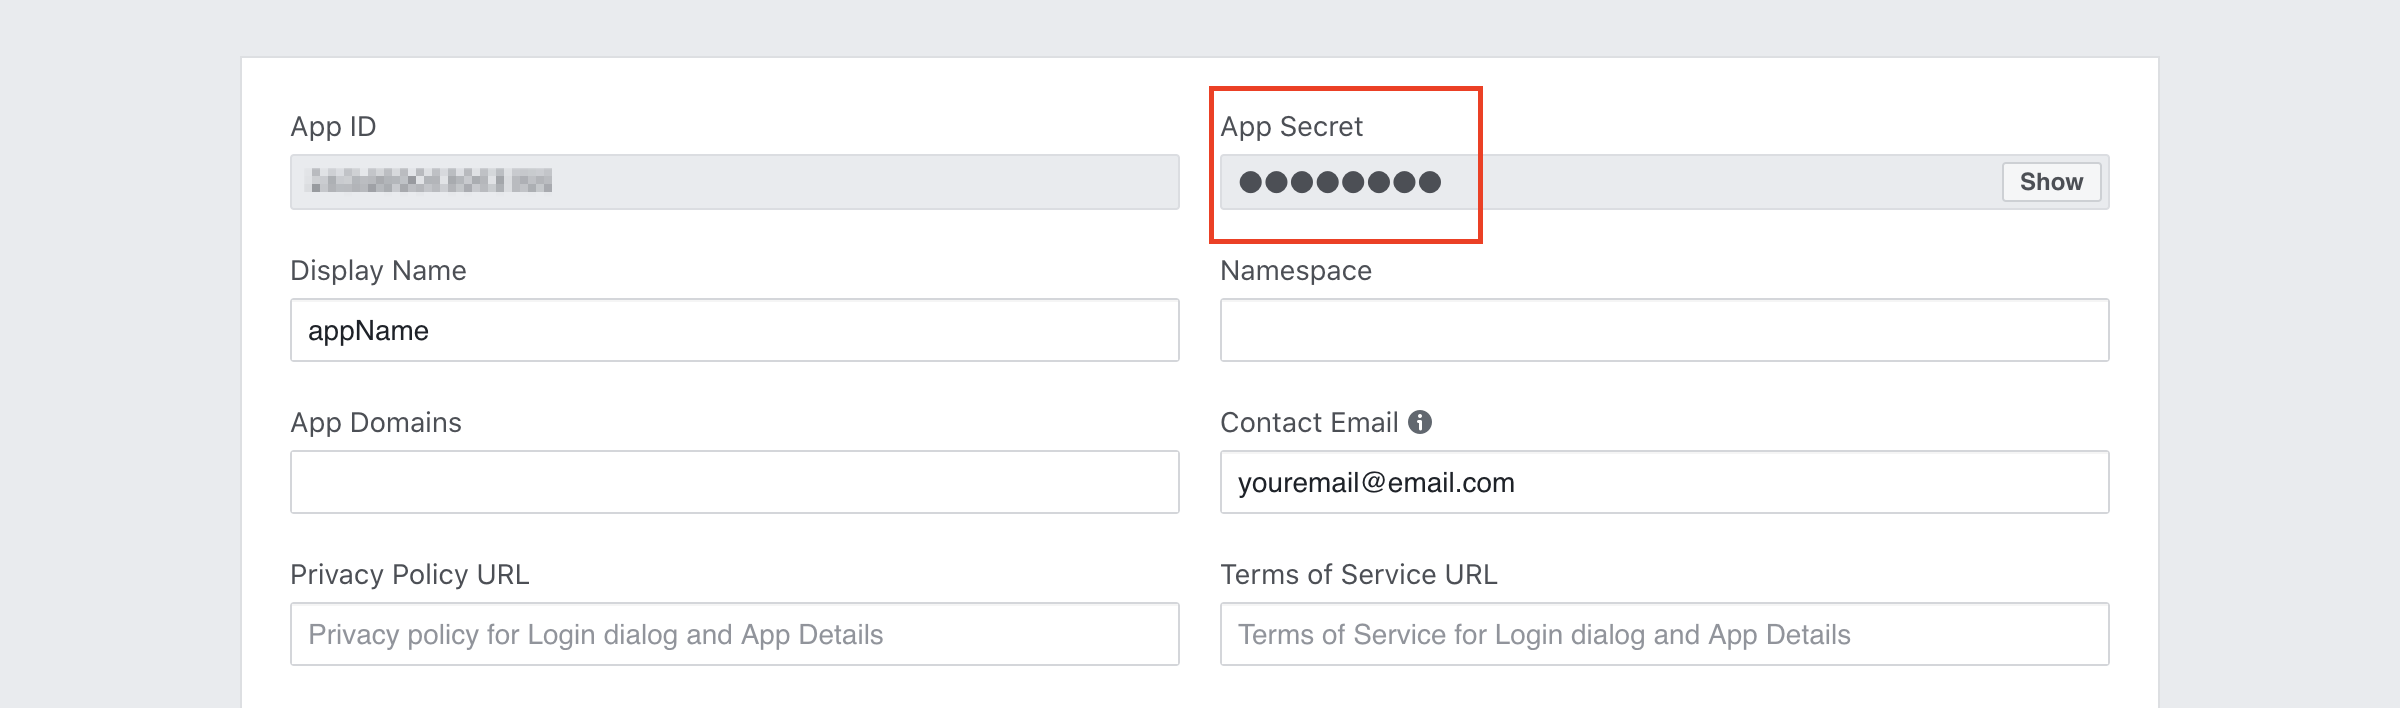 App ID
App Secret
●●●●●●●●
Show
Display Name
Namespace
appName
App Domains
Contact Email
youremail@email.com
Privacy Policy URL
Terms of Service URL
Privacy policy for Login dialog and App Details
Terms of Service for Login dialog and App Details